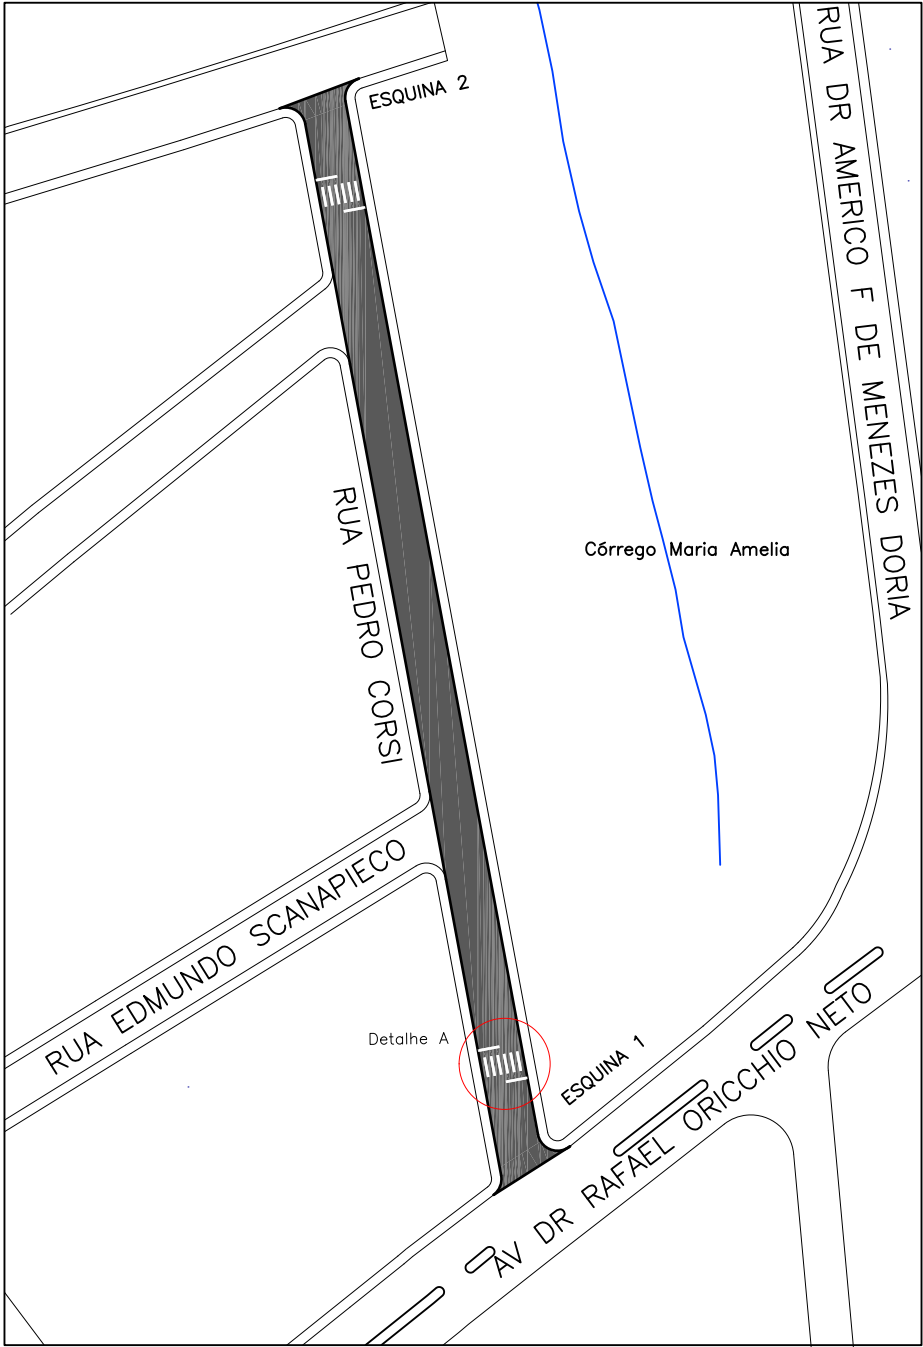 ESQUINA 2
RUA DR AMERICO F DE MENEZES DORIA
RUA PEDRO CORSI
Córrego Maria Amelia
RUA EDMUNDO SCANAPIECO
Detalhe A
ESQUINA 1
AV DR RAFAEL ORICCHIO NETO